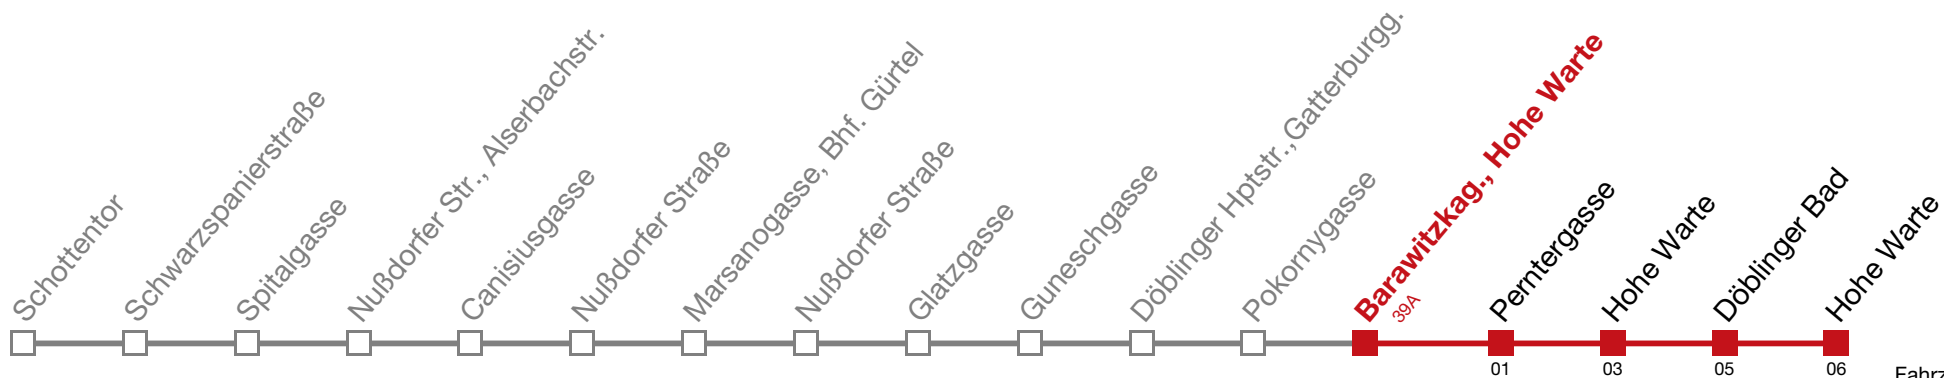 Schottentor
Schwarzspanierstraße
Spitalgasse
Nußdorfer Str., Alserbachstr.
Canisiusgasse
Nußdorfer Straße
Marsanogasse, Bhf. Gürtel
Nußdorfer Straße
Glatzgasse
Guneschgasse
Döblinger Hptstr.,Gatterburgg.
Pokornygasse
Barawitzkag., Hohe Warte
39A
Perntergasse
Hohe Warte
Döblinger Bad
Hohe Warte
01
03
05
06